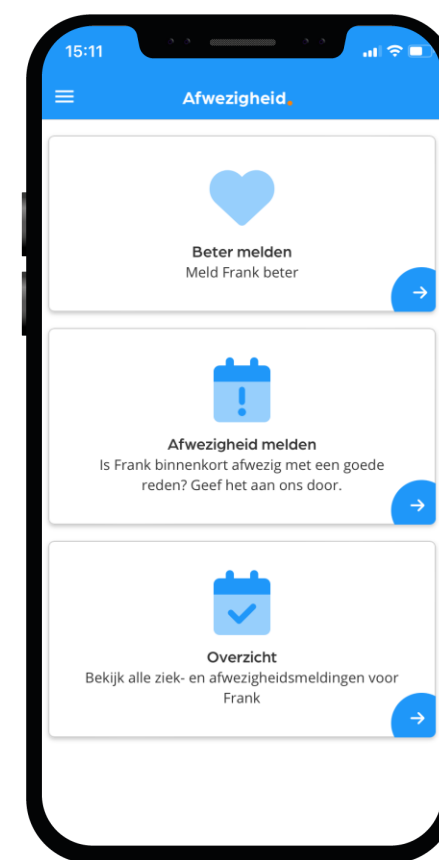 15:11
Afwezigheid.
Beter melden
Meld Frank beter
Afwezigheid melden
Is Frank binnenkort afwezig met een goede
reden? Geef het aan ons door.
Overzicht
Bekijk alle ziek- en afwezigheidsmeldingen voor
Frank